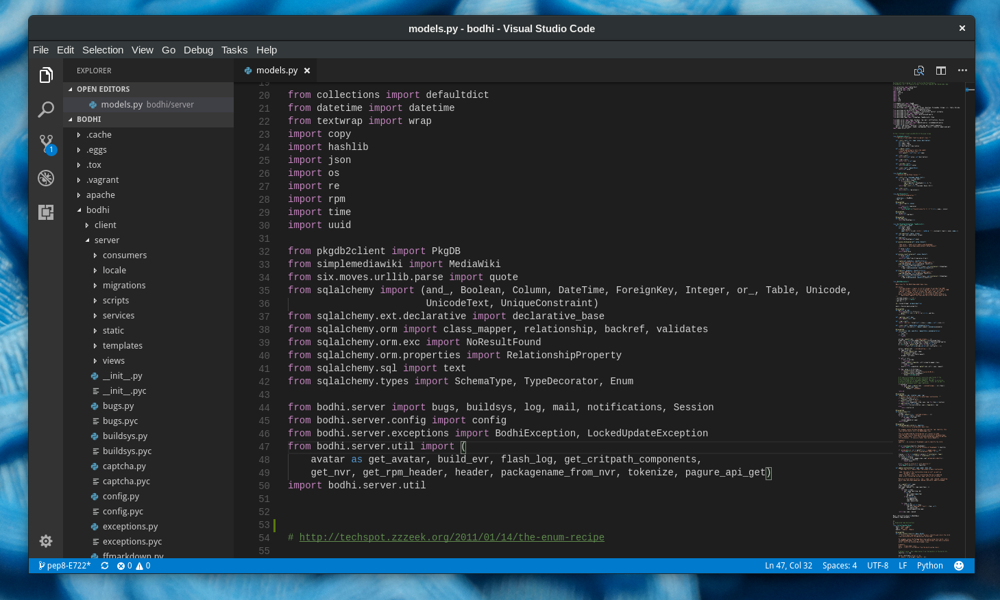 models.py - bodhi - Visual Studio Code
File Edit Selection View Go Debug Tasks Help
EXPLORER
OPEN EDITORS
models.py bodhi/server
BODHI
.cache
.eggs
.tox
.vagrant
apache
bodhi
client
server
consumers
locale
migrations
scripts
services
static
templates
views
__init__.py
__init__.pyc
bugs.py
bugs.pyc
buildsys.py
buildsys.pyc
captcha.py
captcha.pyc
config.py
config.pyc
exceptions.py
exceptions.pyc
ffmarkdown.py
1
models.py
19
20 from collections import defaultdict
21 from datetime import datetime
22 from textwrap import wrap
23 import copy
24 import hashlib
25 import json
26 import os
27 import re
28 import rpm
29 import time
30 import uuid
31
32 from pkgdb2client import PkgDB
33 from simplemediawiki import MediaWiki
34 from six.moves.urllib.parse import quote
35 from sqlalchemy import (and_, Boolean, Column, DateTime, ForeignKey, Integer, or_, Table, Unicode,
36 UnicodeText, UniqueConstraint)
37 from sqlalchemy.ext.declarative import declarative_base
38 from sqlalchemy.orm import class_mapper, relationship, backref, validates
39 from sqlalchemy.orm.exc import NoResultFound
40 from sqlalchemy.orm.properties import RelationshipProperty
41 from sqlalchemy.sql import text
42 from sqlalchemy.types import SchemaType, TypeDecorator, Enum
43
44 from bodhi.server import bugs, buildsys, log, mail, notifications, Session
45 from bodhi.server.config import config
46 from bodhi.server.exceptions import BodhiException, LockedUpdateException
47 from bodhi.server.util import (
48 avatar as get_avatar, build_evr, flash_log, get_critpath_components,
49 get_nvr, get_rpm_header, header, packagename_from_nvr, tokenize, pagure_api_get)
50 import bodhi.server.util
51
52
53
54 # http://techspot.zzzeek.org/2011/01/14/the-enum-recipe
55
pep8-E722* 0 0 Ln 47, Col 32 Spaces: 4 UTF-8 LF Python